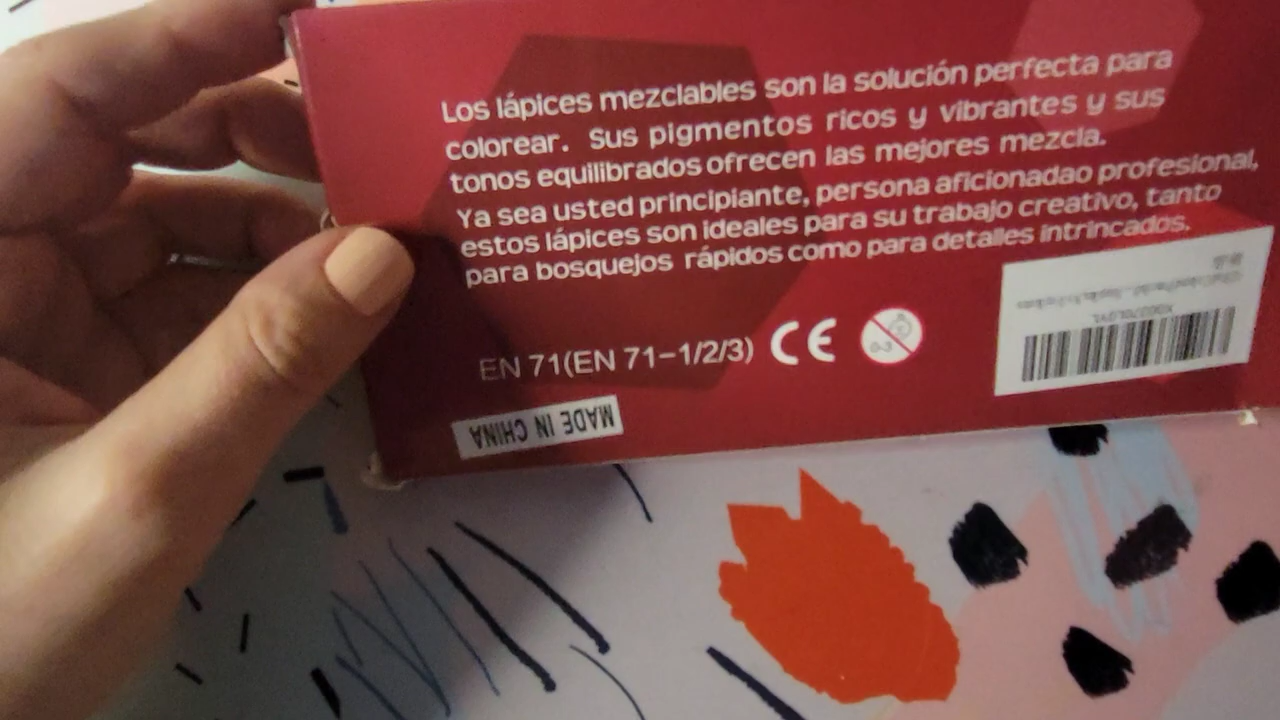 Los lápices mezclables son la solución perfecta para
colorear. Sus pigmentos ricos y vibrantes y sus
tonos equilibrados ofrecen las mejores mezcla.
Ya sea usted principiante, persona aficionadao profesional,
estos lápices son ideales para su trabajo creativo, tanto
para bosquejos rápidos como para detalles intrincados.
EN 71(EN 71-1/2/3) CE
0-3
MADE IN CHINA